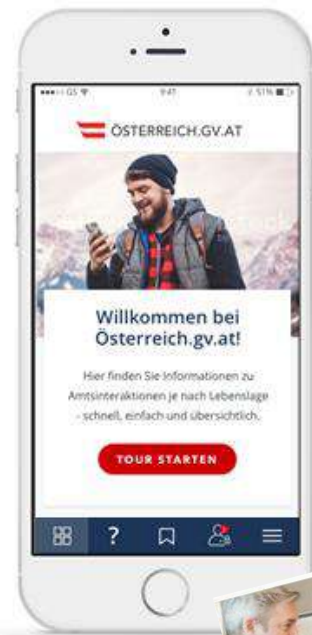 9:41
51%
ÖSTERREICH.GV.AT
Willkommen bei
Österreich.gv.at!
Hier finden Sie Informationen zu
Amtsinteraktionen je nach Lebenslage
- schnell, einfach und übersichtlich.
TOUR STARTEN
?